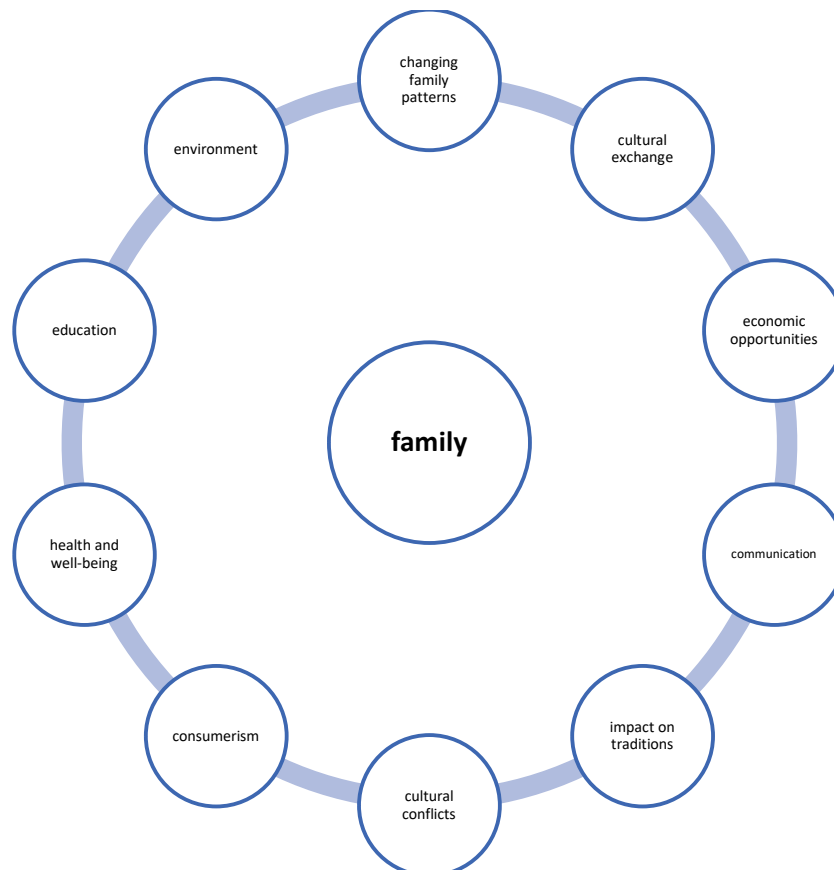 changing
family
patterns
cultural
exchange
economic
opportunities
communication
impact on
traditions
cultural
conflicts
consumerism
health and
well-being
education
environment
family